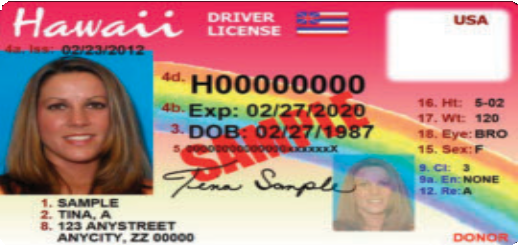 Hawaii DRIVER LICENSE USA
4a. Iss: 02/23/2012
4d. H00000000
4b. Exp: 02/27/2020
3. DOB: 02/27/1987
SAMPLE
16. Ht: 5-02
17. Wt: 120
18. Eye: BRO
15. Sex: F
9. Cl: 3
9a. En: NONE
12. Re: A
Tina Sample
1. SAMPLE
2. TINA, A
8. 123 ANYSTREET
ANYCITY, ZZ 00000
DONOR